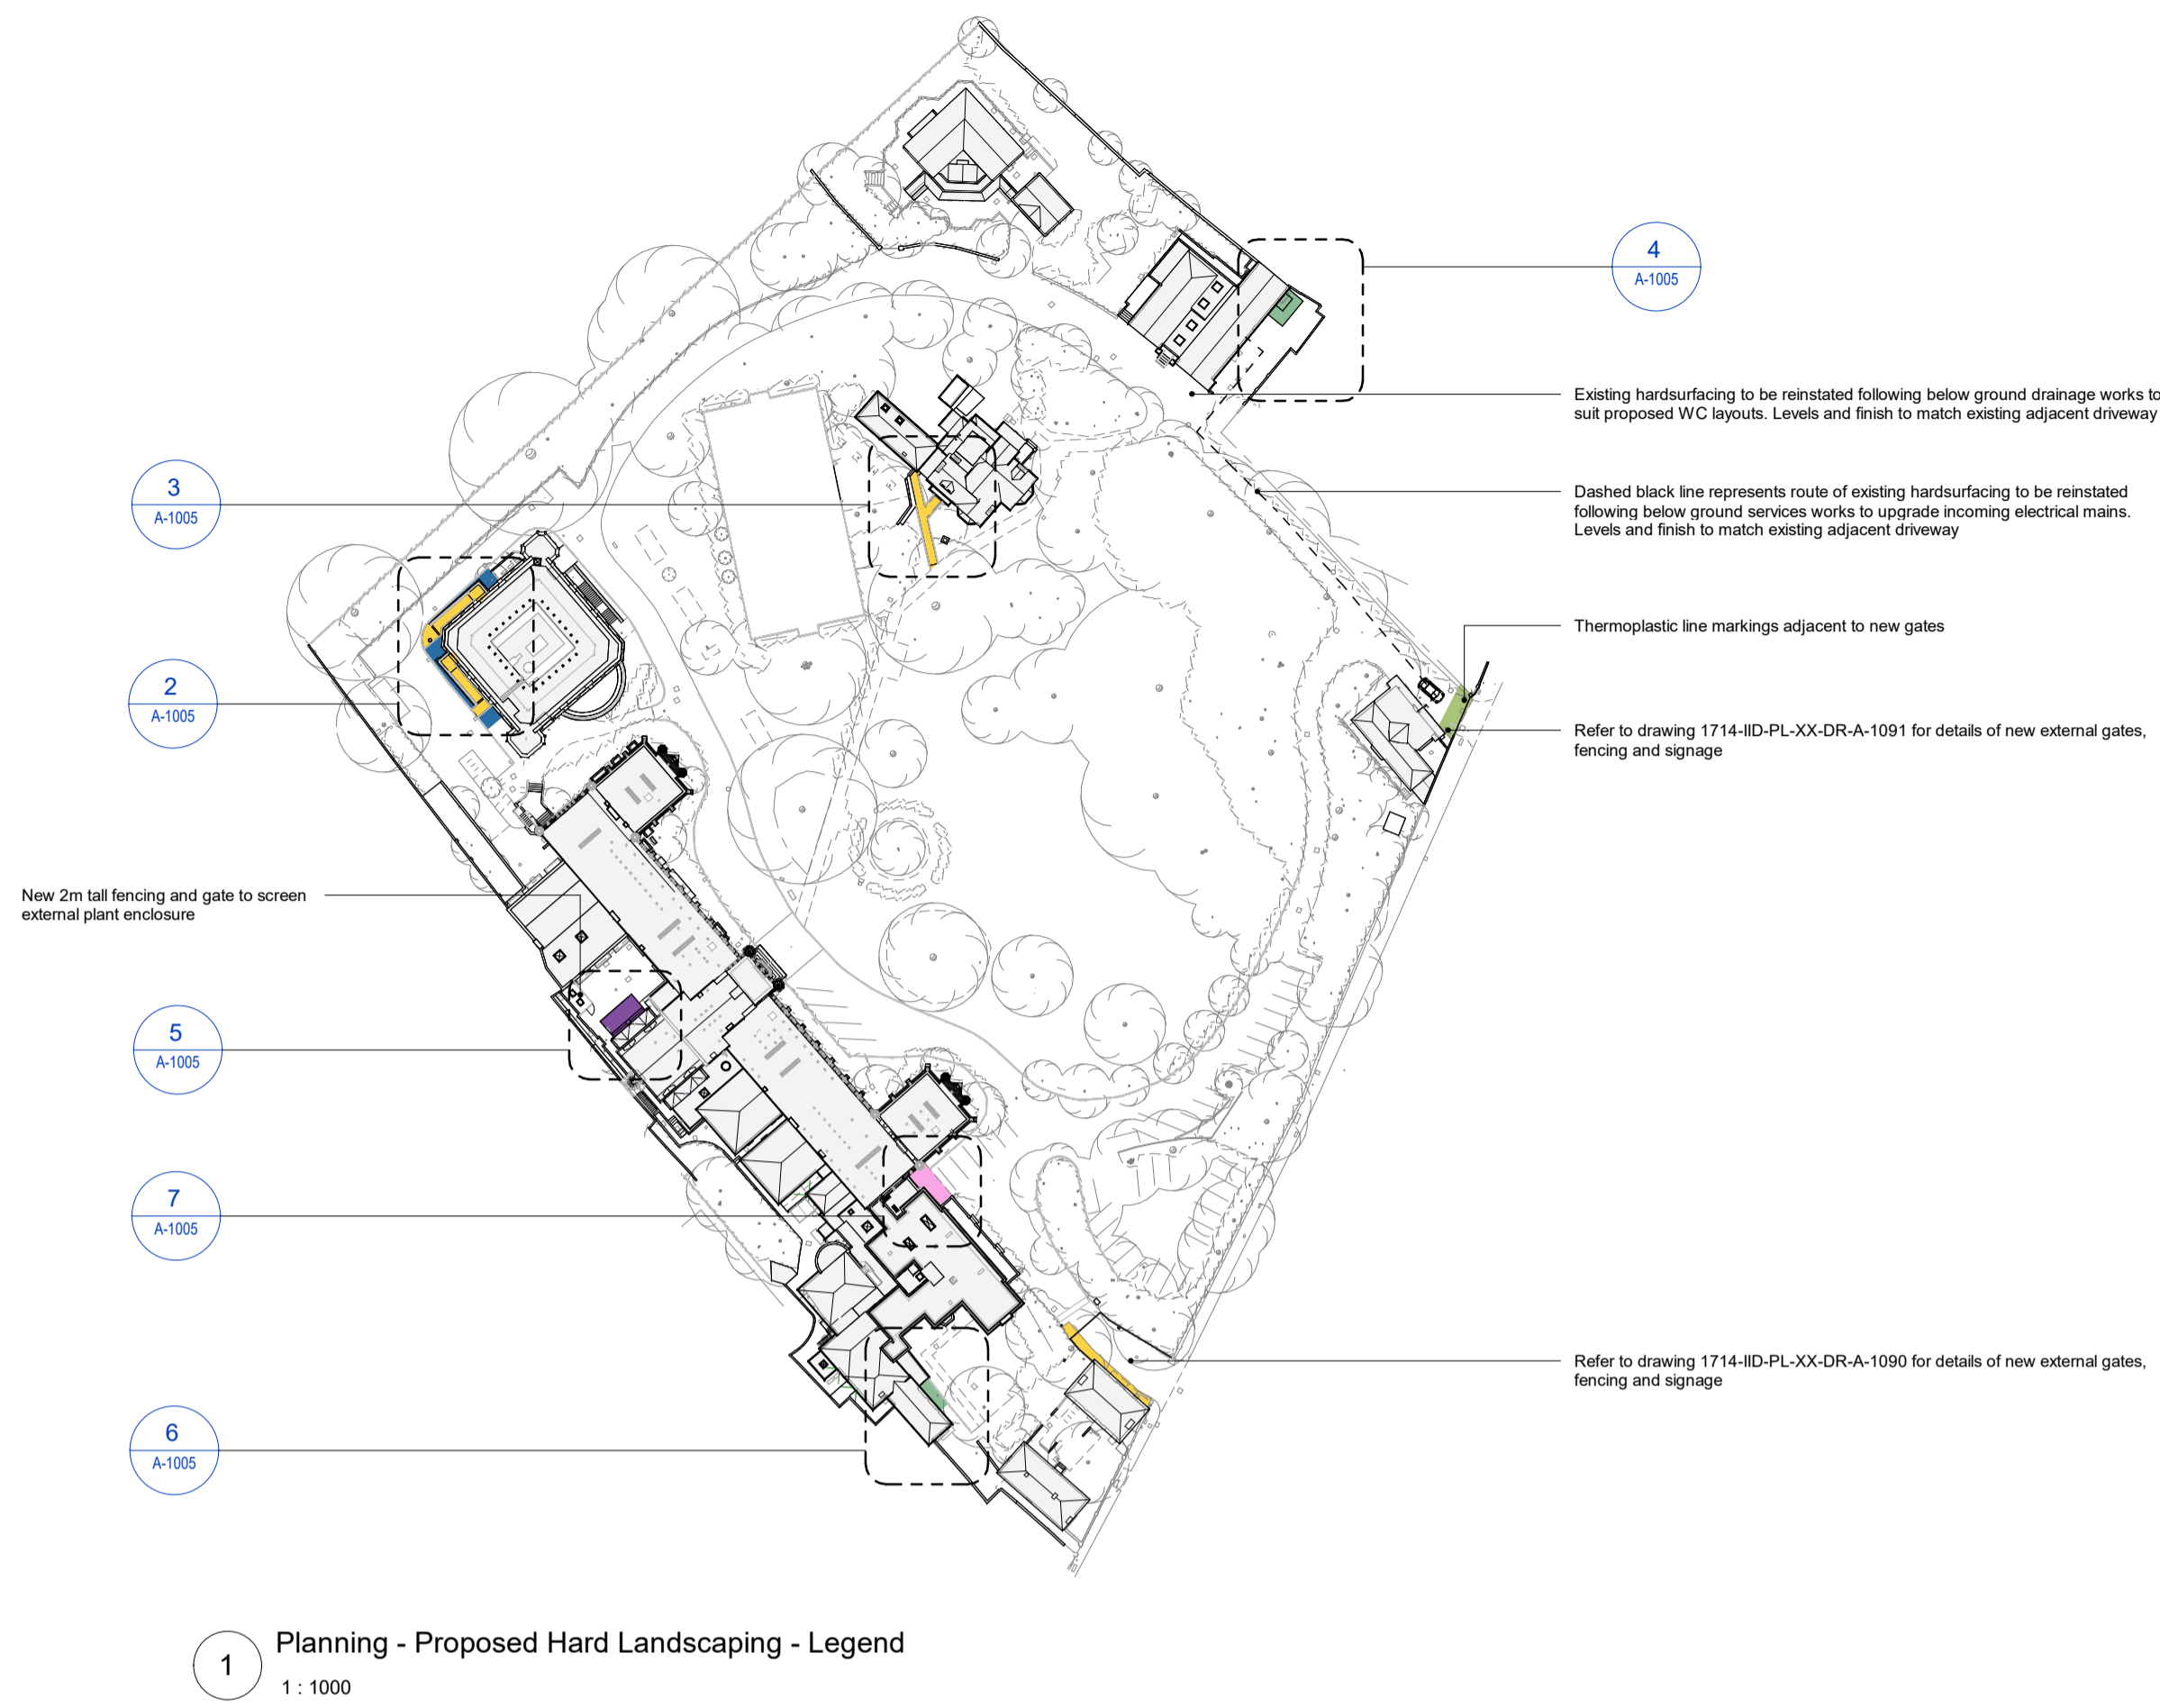 4
A-1005
Existing hardsurfacing to be reinstated following below ground drainage works to
suit proposed WC layouts. Levels and finish to match existing adjacent driveway
3
A-1005
Dashed black line represents route of existing hardsurfacing to be reinstated
following below ground services works to upgrade incoming electrical mains.
Levels and finish to match existing adjacent driveway
Thermoplastic line markings adjacent to new gates
2
A-1005
Refer to drawing 1714-IID-PL-XX-DR-A-1091 for details of new external gates,
fencing and signage
New 2m tall fencing and gate to screen
external plant enclosure
5
A-1005
7
A-1005
Refer to drawing 1714-IID-PL-XX-DR-A-1090 for details of new external gates,
fencing and signage
6
A-1005
1
Planning - Proposed Hard Landscaping - Legend
1 : 1000